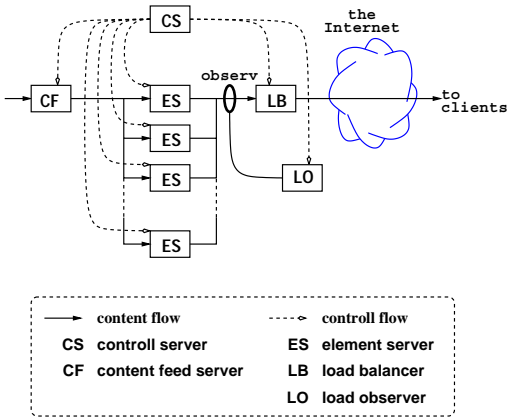 CS
the
Internet
observ
CF
ES
LB
to
clients
ES
ES
LO
ES
content flow
controll flow
CS controll server
ES element server
CF content feed server
LB load balancer
LO load observer